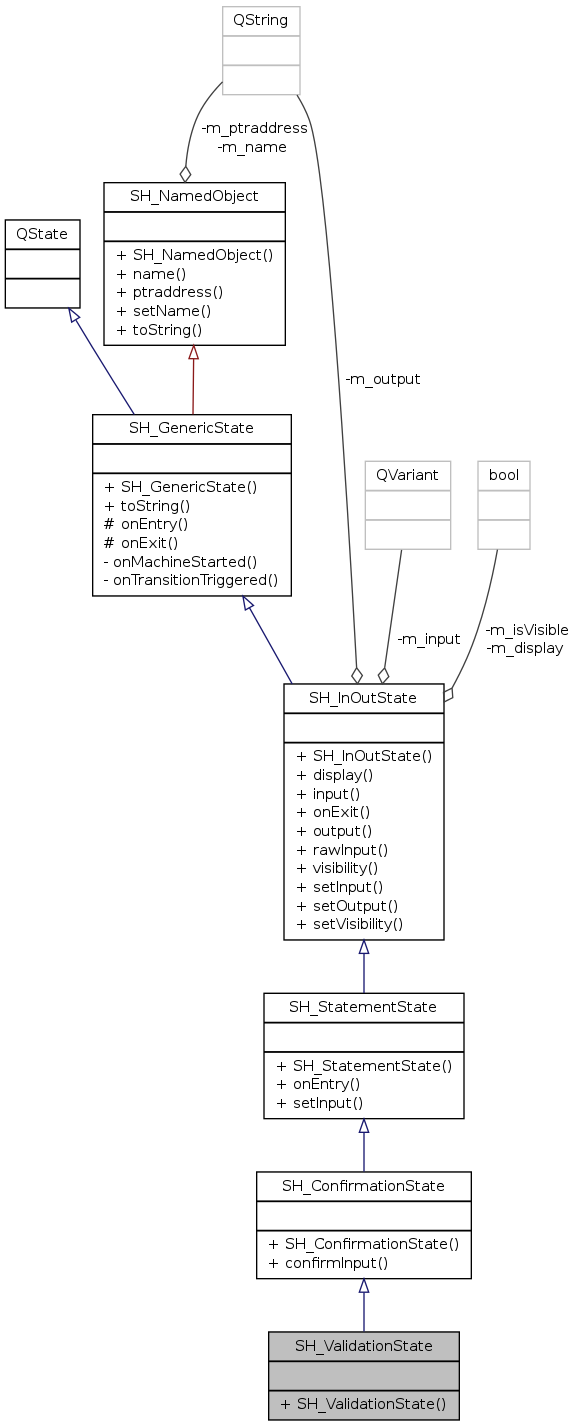 QString
-m_ptraddress
-m_name
SH_NamedObject
+ SH_NamedObject()
+ name()
+ ptraddress()
+ setName()
+ toString()
QState
-m_output
SH_GenericState
+ SH_GenericState()
+ toString()
# onEntry()
# onExit()
- onMachineStarted()
- onTransitionTriggered()
QVariant
bool
-m_input
-m_isVisible
-m_display
SH_InOutState
+ SH_InOutState()
+ display()
+ input()
+ onExit()
+ output()
+ rawInput()
+ visibility()
+ setInput()
+ setOutput()
+ setVisibility()
SH_StatementState
+ SH_StatementState()
+ onEntry()
+ setInput()
SH_ConfirmationState
+ SH_ConfirmationState()
+ confirmInput()
SH_ValidationState
+ SH_ValidationState()